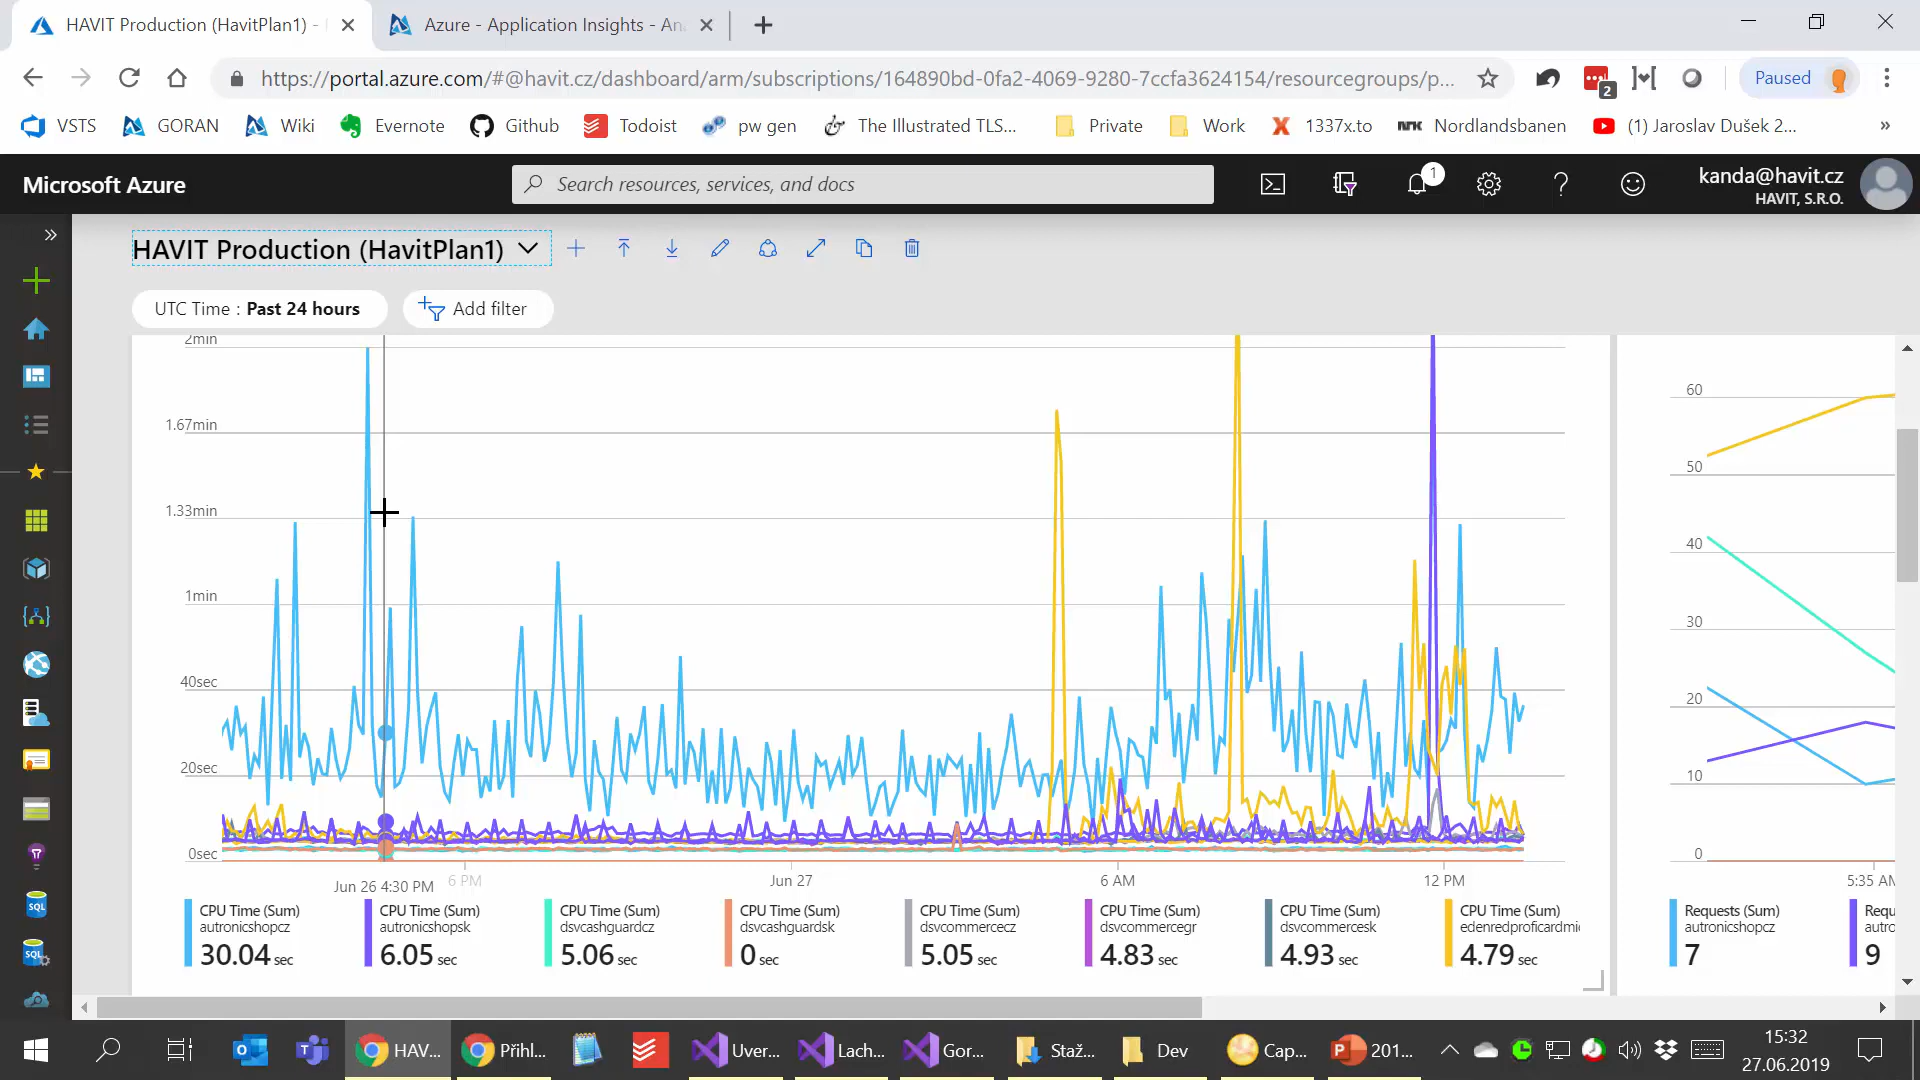 HAVIT Production (HavitPlan1) -
Azure - Application Insights - An
https://portal.azure.com/#@havit.cz/dashboard/arm/subscriptions/164890bd-0fa2-4069-9280-7ccfa3624154/resourcegroups/p...
2
Paused
VSTS
GORAN
Wiki
Evernote
Github
Todoist
pw gen
The Illustrated TLS...
Private
Work
1337x.to
NRK
Nordlandsbanen
(1) Jaroslav Dušek 2...
»
Microsoft Azure
Search resources, services, and docs
1
kanda@havit.cz
HAVIT, S.R.O.
HAVIT Production (HavitPlan1)
UTC Time : Past 24 hours
Add filter
2min
1.67min
1.33min
1min
40sec
20sec
0sec
Jun 26 4:30 PM
6 PM
Jun 27
6 AM
12 PM
CPU Time (Sum)
autronicshopcz
30.04 sec
CPU Time (Sum)
autronicshopsk
6.05 sec
CPU Time (Sum)
dsvcashguardcz
5.06 sec
CPU Time (Sum)
dsvcashguardsk
0 sec
CPU Time (Sum)
dsvcommercecz
5.05 sec
CPU Time (Sum)
dsvcommercegr
4.83 sec
CPU Time (Sum)
dsvcommercesk
4.93 sec
CPU Time (Sum)
edenredproficardmi
4.79 sec
60
50
40
30
20
10
0
5:35 AM
Requests (Sum)
autronicshopcz
7
Requ
autro
9
SQL
SQL
HAV...
Přihl...
Uver...
Lach...
Gor...
Staž...
Dev
Cap...
201...
15:32
27.06.2019